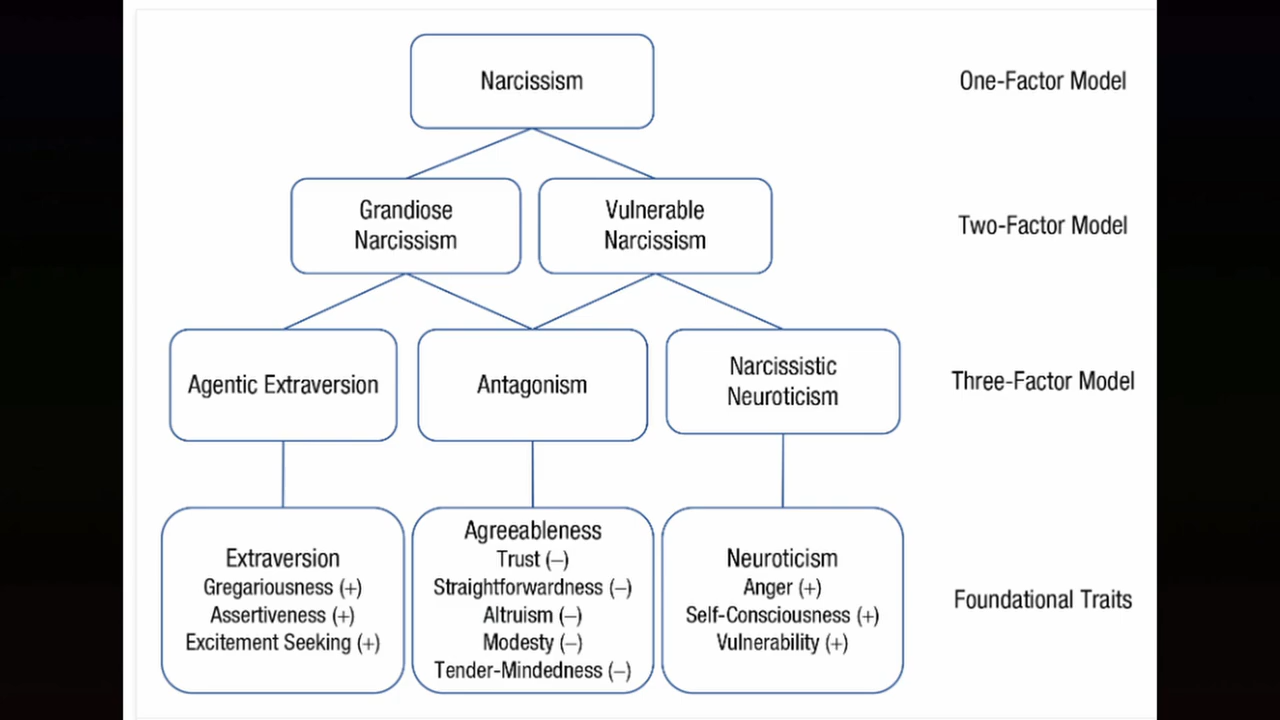 Narcissism
One-Factor Model
Grandiose
Narcissism
Vulnerable
Narcissism
Two-Factor Model
Agentic Extraversion
Antagonism
Narcissistic
Neuroticism
Three-Factor Model
Extraversion
Gregariousness (+)
Assertiveness (+)
Excitement Seeking (+)
Agreeableness
Trust (–)
Straightforwardness (–)
Altruism (–)
Modesty (–)
Tender-Mindedness (–)
Neuroticism
Anger (+)
Self-Consciousness (+)
Vulnerability (+)
Foundational Traits